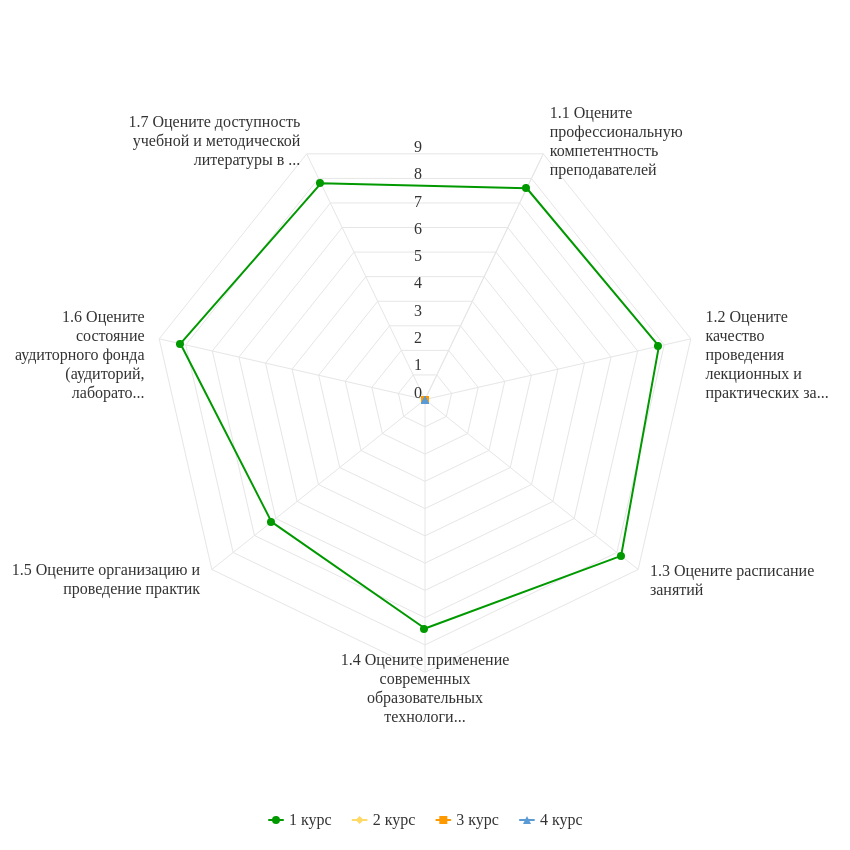 1.1 Оцените
профессиональную
компетентность
преподавателей
1.2 Оцените
качество
проведения
лекционных и
практических за...
1.3 Оцените расписание
занятий
1.4 Оцените применение
современных
образовательных
технологи...
1.5 Оцените организацию и
проведение практик
1.6 Оцените
состояние
аудиторного фонда
(аудиторий,
лаборато...
1.7 Оцените доступность
учебной и методической
литературы в ...
9
8
7
6
5
4
3
2
1
0
1 курс
2 курс
3 курс
4 курс